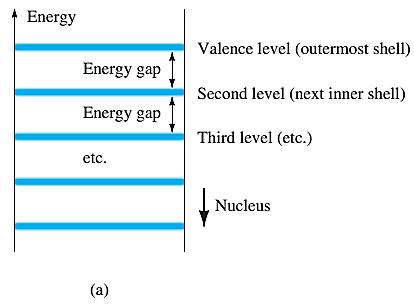 Energy
Valence level (outermost shell)
Energy gap
Second level (next inner shell)
Energy gap
Third level (etc.)
etc.
Nucleus
(a)